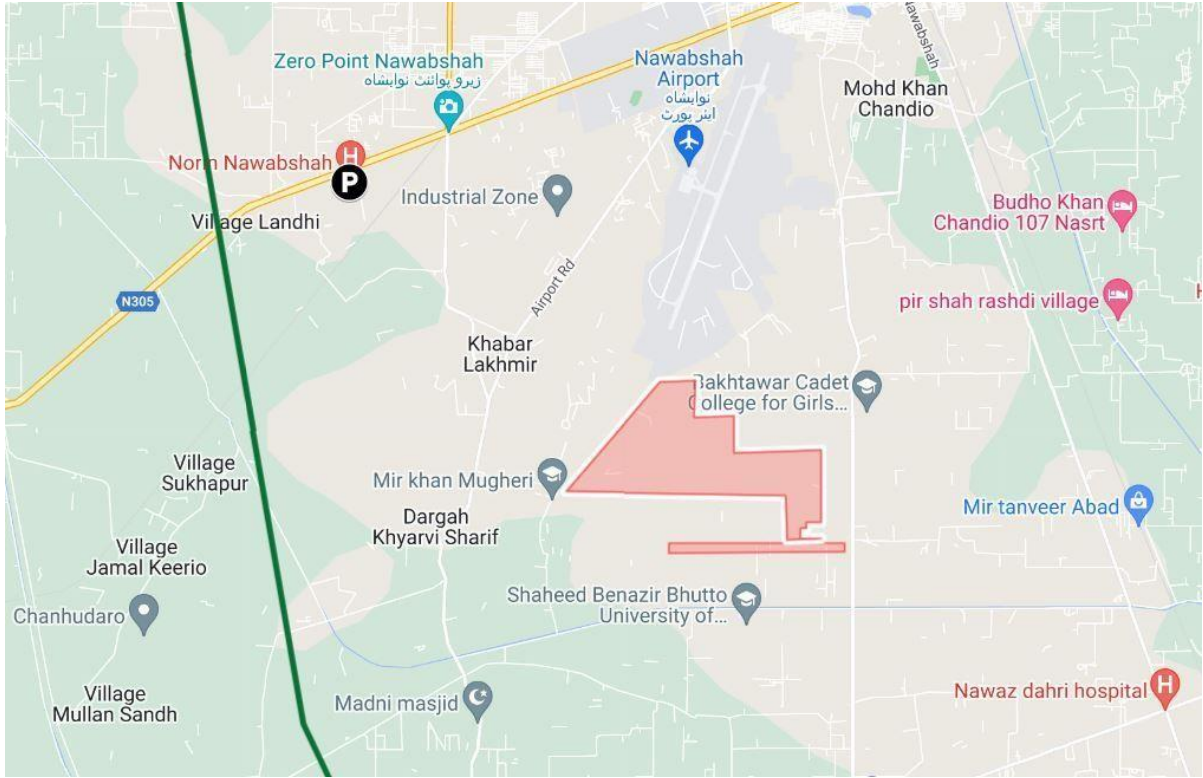 Nawabshah
Zero Point Nawabshah
زیرو پوائنٹ نوابشاہ
Nawabshah
Airport
نوابشاہ
ایئر پورٹ
Mohd Khan
Chandio
Norin Nawabshah
H
P
Industrial Zone
Village Landhi
Budho Khan
Chandio 107 Nasrt
Airport Rd
N305
pir shah rashdi village
H
Khabar
Lakhmir
Bakhtawar Cadet
College for Girls...
Village
Sukhapur
Mir khan Mugheri
Dargah
Khyarvi Sharif
Mir tanveer Abad
Village
Jamal Keerio
Chanhudaro
Shaheed Benazir Bhutto
University of...
Village
Mullan Sandh
Madni masjid
Nawaz dahri hospital
H